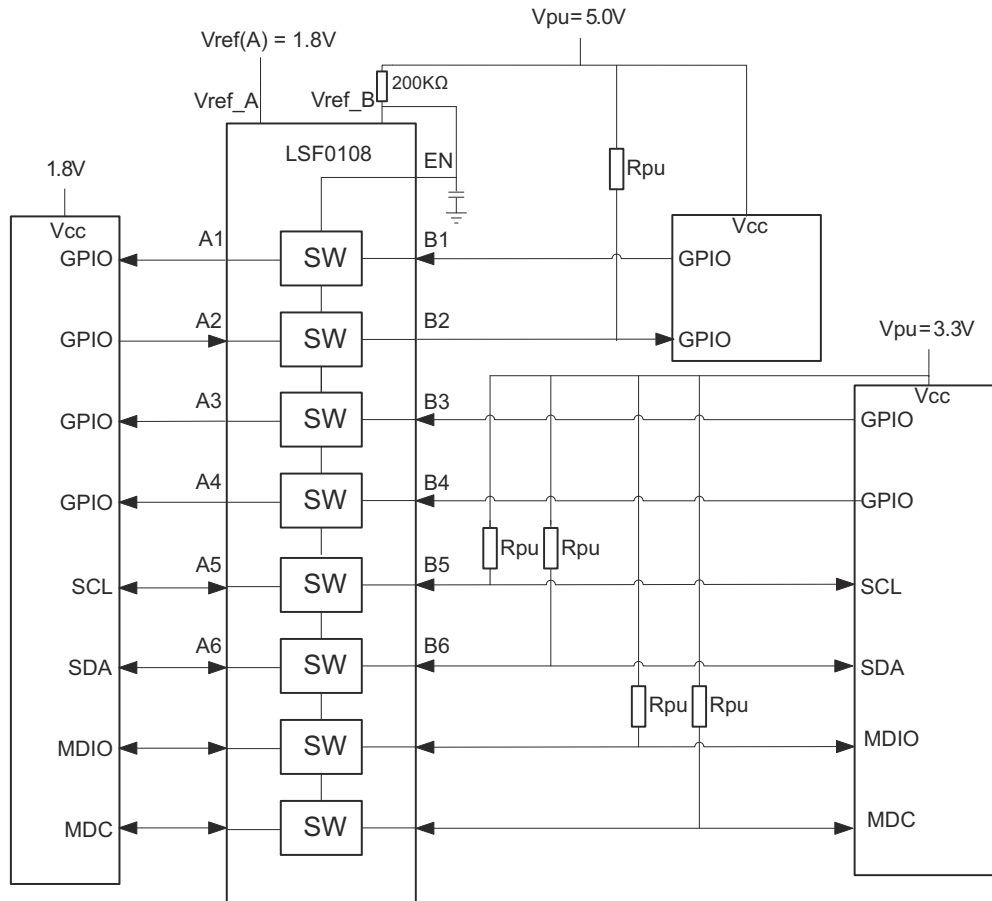 Vpu=5.0V
Vref(A) = 1.8V
200KΩ
Vref_A
Vref_B
LSF0108
EN
Rpu
1.8V
Vcc
Vcc
GPIO
A1
SW
B1
GPIO
GPIO
A2
SW
B2
GPIO
Vpu=3.3V
Vcc
GPIO
A3
SW
B3
GPIO
GPIO
A4
SW
B4
GPIO
Rpu
Rpu
SCL
A5
SW
B5
SCL
SDA
A6
SW
B6
SDA
Rpu
Rpu
MDIO
SW
MDIO
MDC
SW
MDC